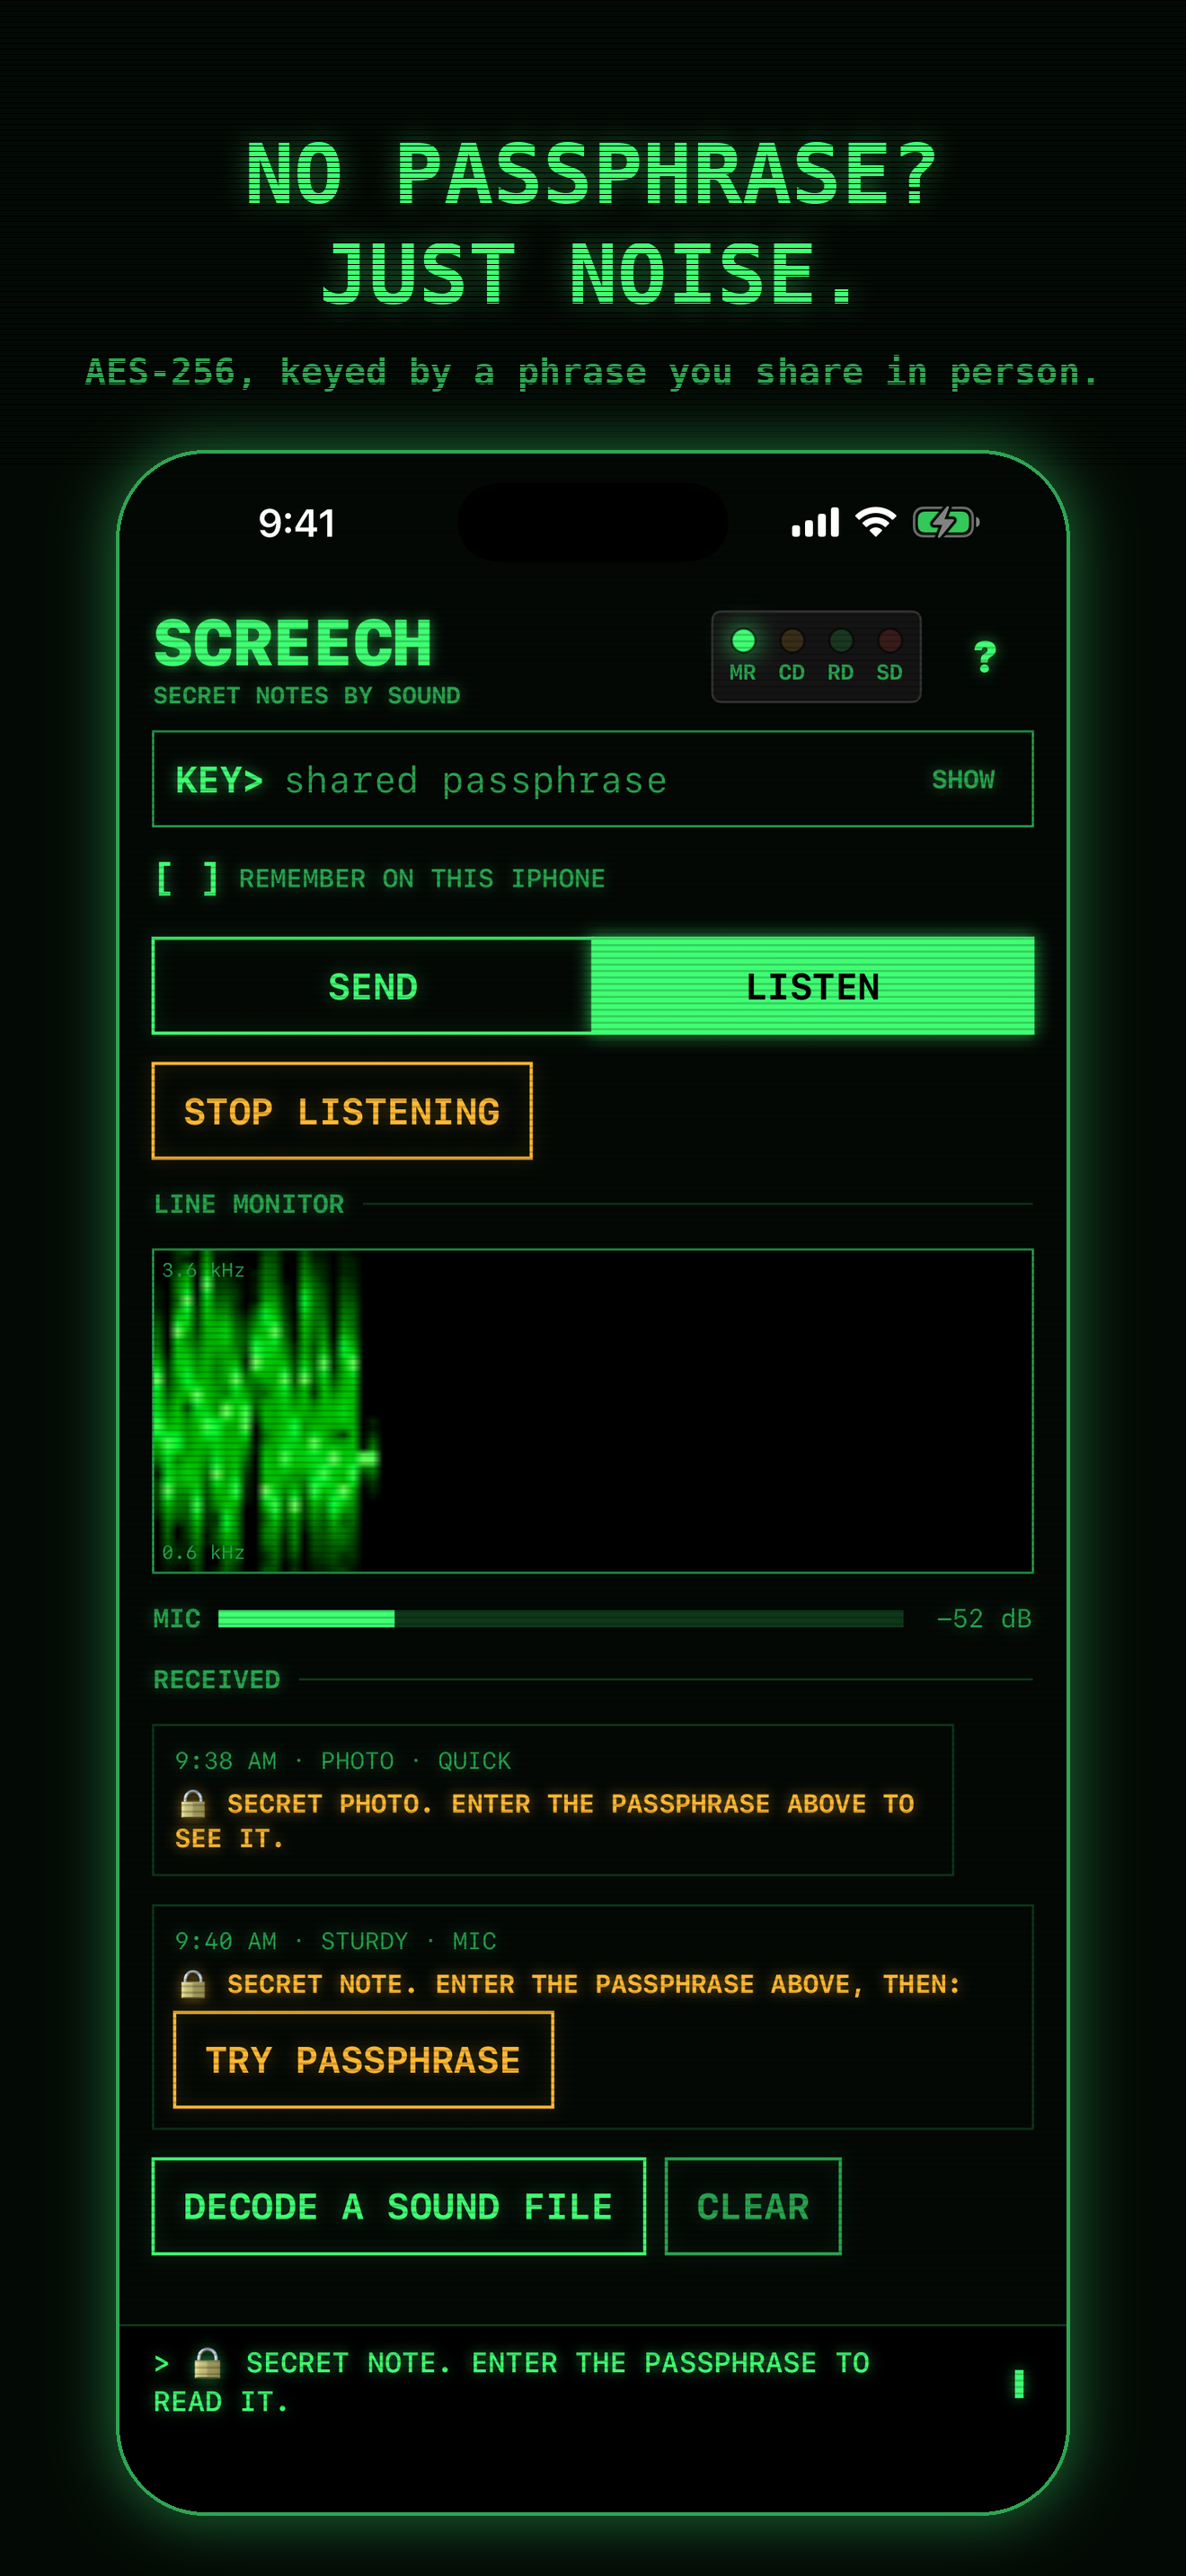 NO PASSPHRASE?
JUST NOISE.
AES-256, keyed by a phrase you share in person.
9:41
SCREECH
SECRET NOTES BY SOUND
MR CD RD SD
?
KEY> shared passphrase SHOW
[ ] REMEMBER ON THIS IPHONE
SEND LISTEN
STOP LISTENING
LINE MONITOR
3.6 kHz
0.6 kHz
MIC −52 dB
RECEIVED
9:38 AM · PHOTO · QUICK
🔒 SECRET PHOTO. ENTER THE PASSPHRASE ABOVE TO
SEE IT.
9:40 AM · STURDY · MIC
🔒 SECRET NOTE. ENTER THE PASSPHRASE ABOVE, THEN:
TRY PASSPHRASE
DECODE A SOUND FILE CLEAR
> 🔒 SECRET NOTE. ENTER THE PASSPHRASE TO
READ IT.